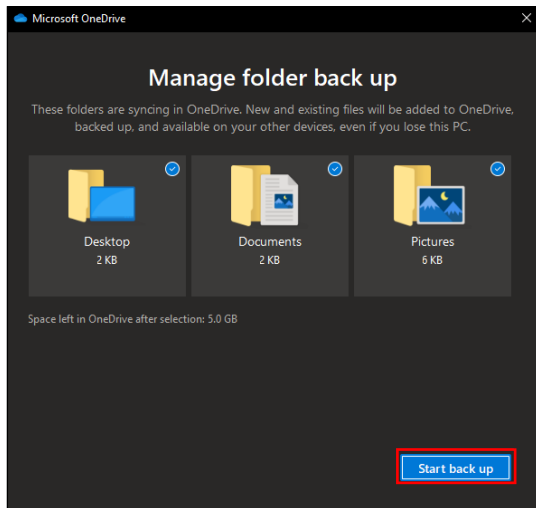 Microsoft OneDrive
Manage folder back up
These folders are syncing in OneDrive. New and existing files will be added to OneDrive,
backed up, and available on your other devices, even if you lose this PC.
Desktop
2 KB
Documents
2 KB
Pictures
6 KB
Space left in OneDrive after selection: 5.0 GB
Start back up